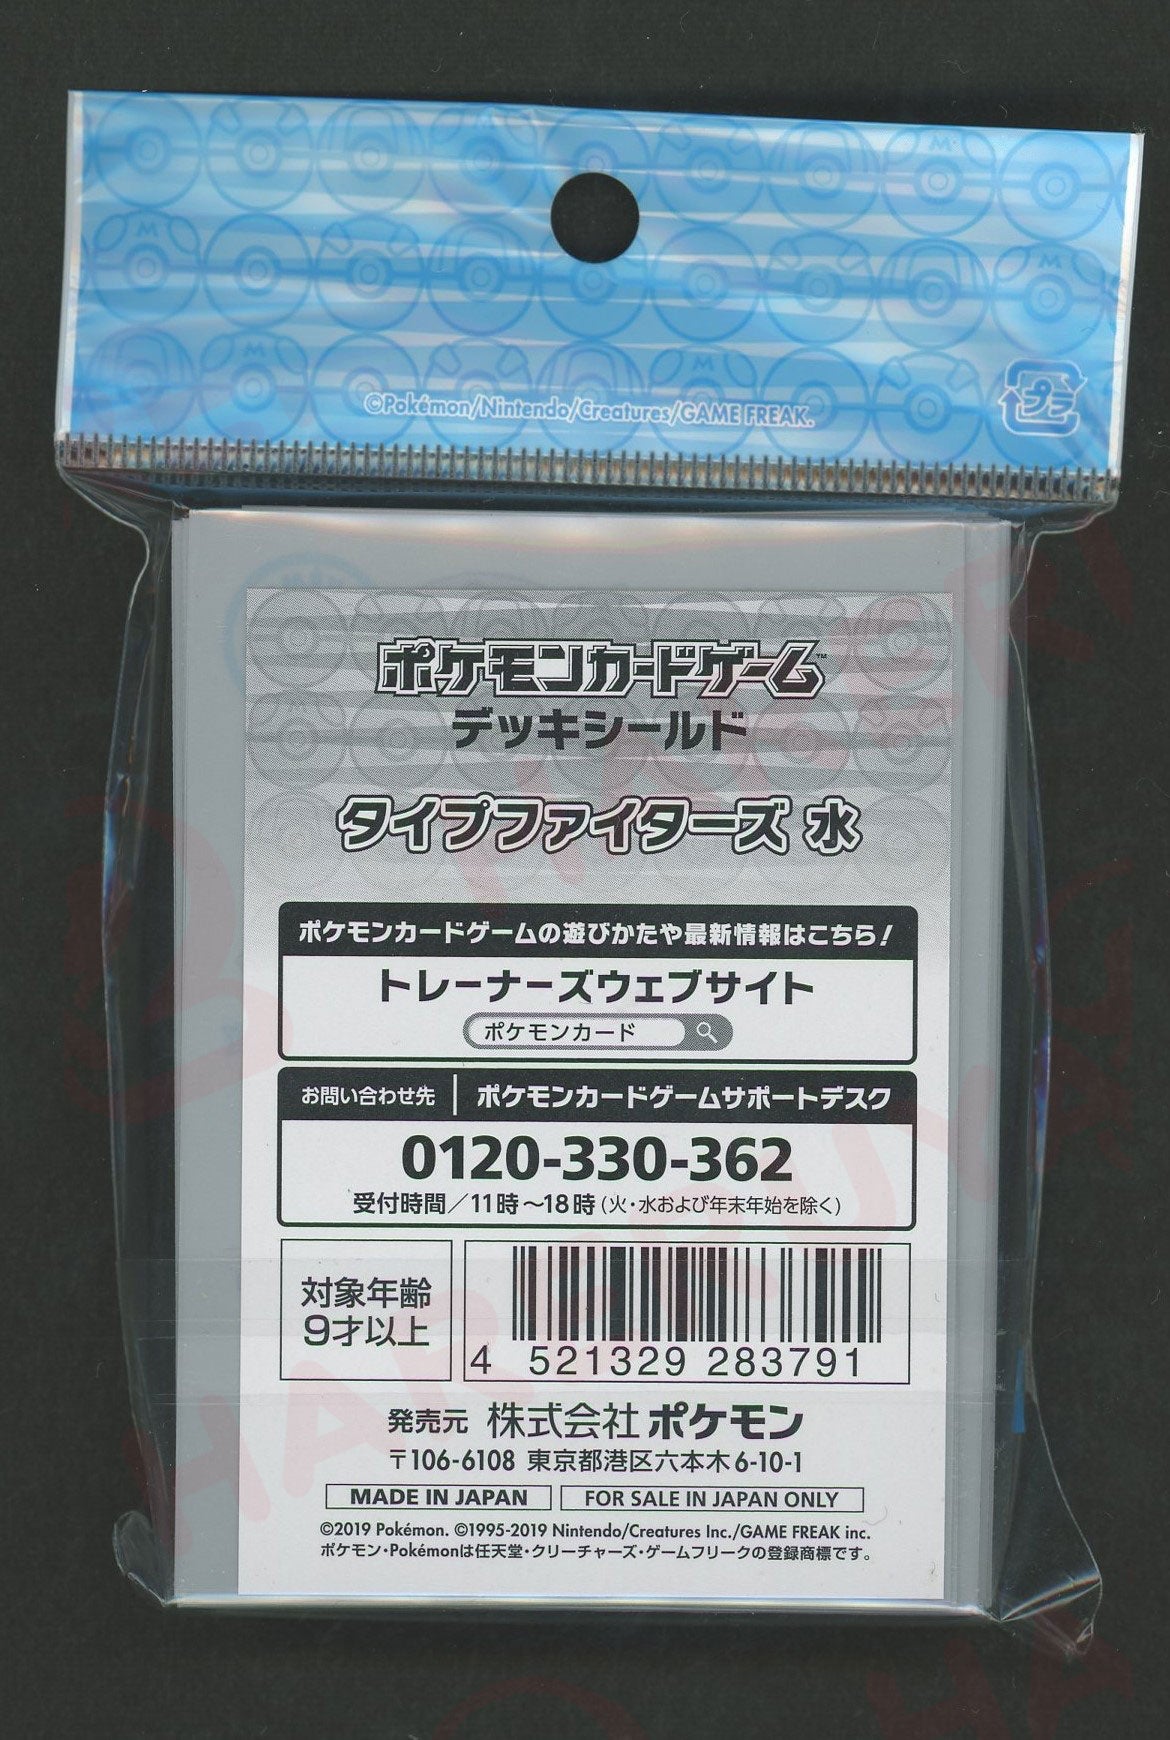 ©Pokémon/Nintendo/Creatures/GAME FREAK.
プラ
ポケモンカードゲーム™
デッキシールド
タイプファイターズ 水
ポケモンカードゲームの遊びかたや最新情報はこちら！
トレーナーズウェブサイト
ポケモンカード
お問い合わせ先 ポケモンカードゲームサポートデスク
0120-330-362
受付時間／11時～18時（火・水および年末年始を除く）
対象年齢
9才以上
4 521329 283791
発売元 株式会社ポケモン
〒106-6108 東京都港区六本木6-10-1
MADE IN JAPAN FOR SALE IN JAPAN ONLY
©2019 Pokémon. ©1995-2019 Nintendo/Creatures Inc./GAME FREAK inc.
ポケモン・Pokémonは任天堂・クリーチャーズ・ゲームフリークの登録商標です。